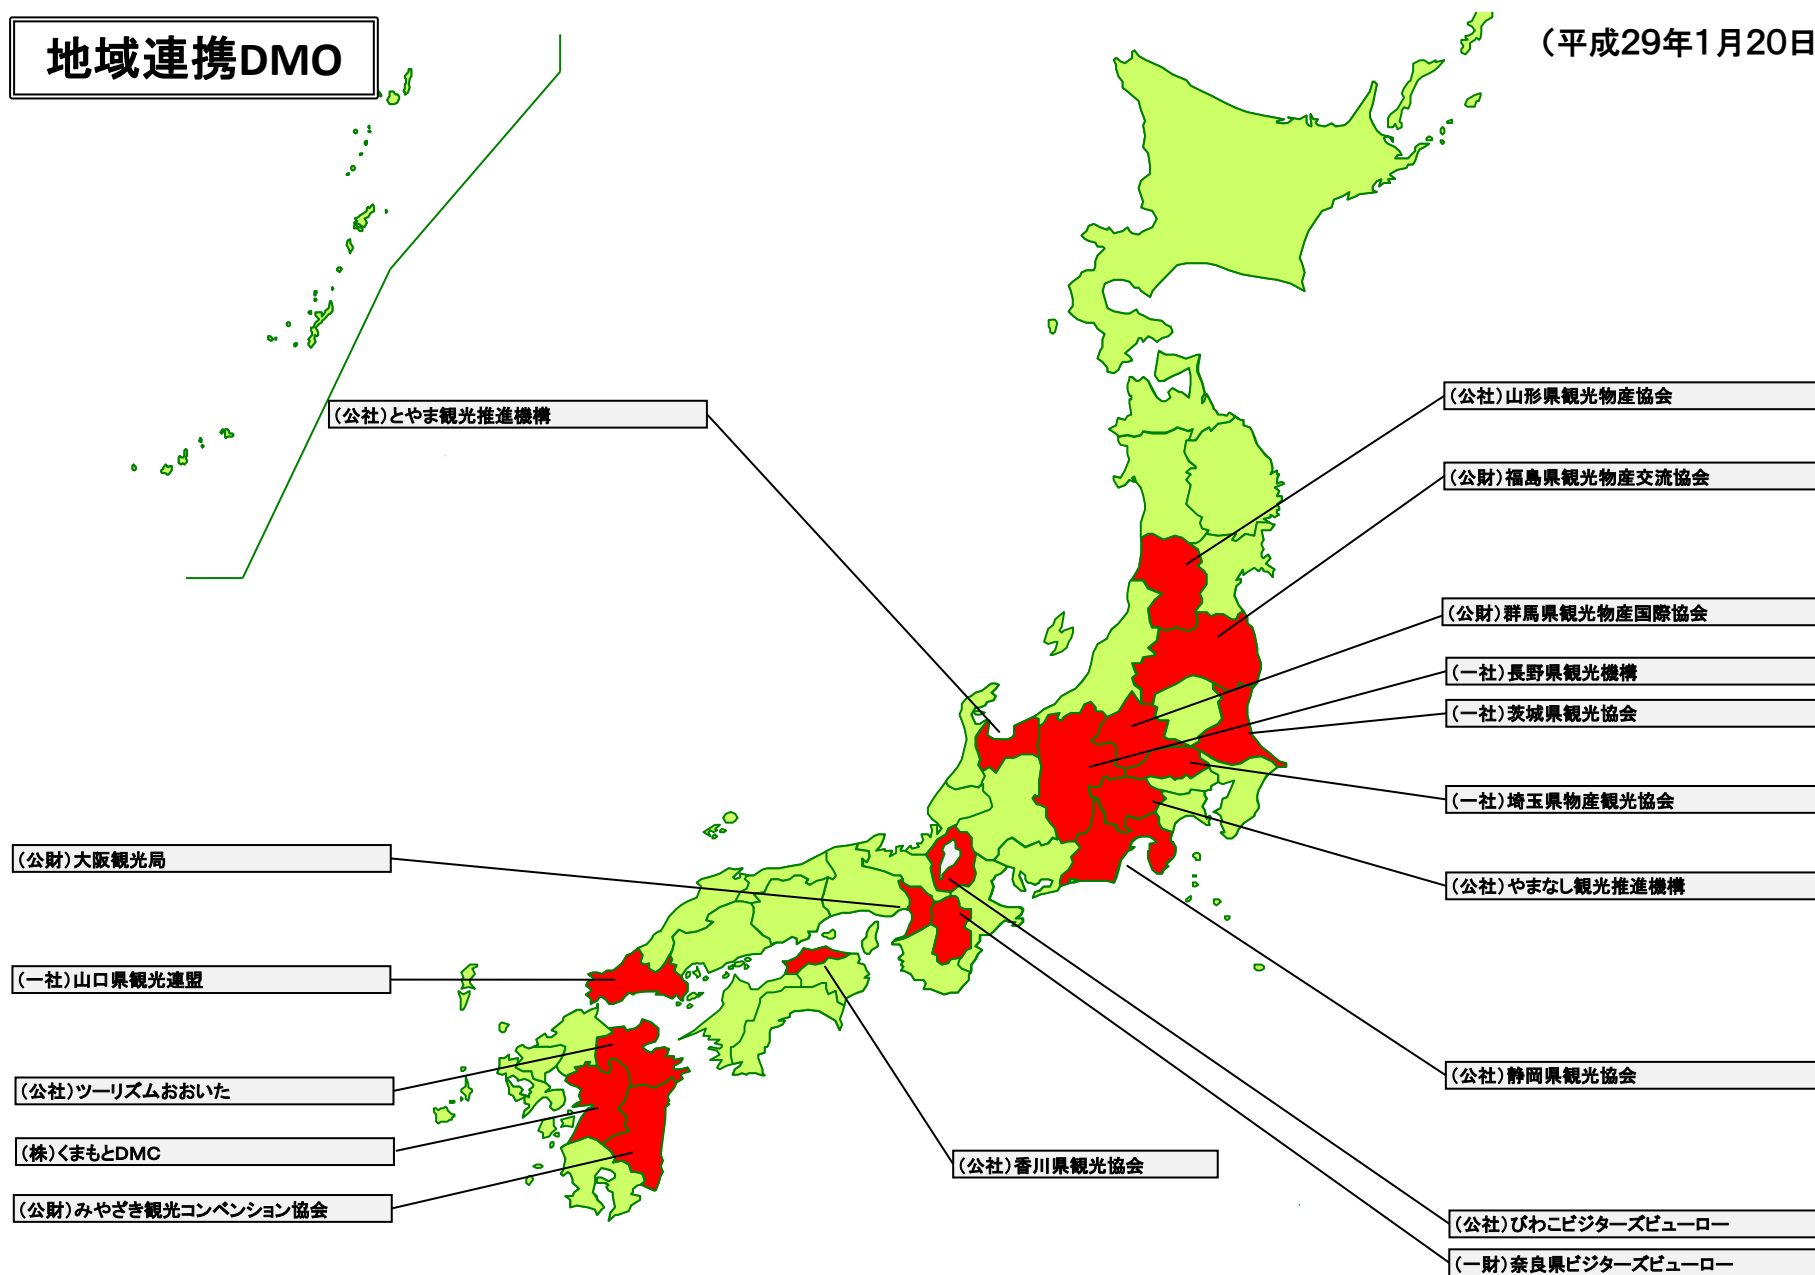 地域連携DMO
（平成29年1月20日
（公社）とやま観光推進機構
（公社）山形県観光物産協会
（公財）福島県観光物産交流協会
（公財）群馬県観光物産国際協会
（一社）長野県観光機構
（一社）茨城県観光協会
（一社）埼玉県物産観光協会
（公財）大阪観光局
（公社）やまなし観光推進機構
（一社）山口県観光連盟
（公社）静岡県観光協会
（公社）ツーリズムおおいた
（株）くまもとDMC
（公社）香川県観光協会
（公財）みやざき観光コンベンション協会
（公社）びわこビジターズビューロー
（一財）奈良県ビジターズビューロー